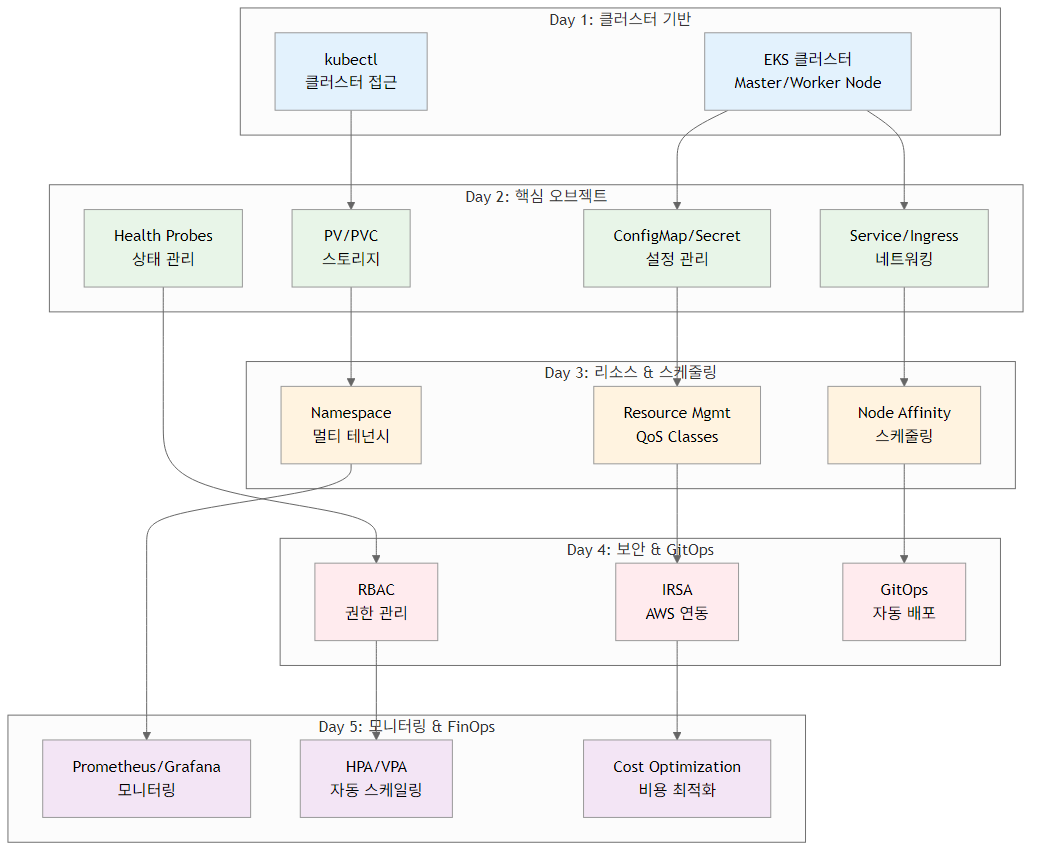 Day 1: 클러스터 기반
kubectl
클러스터 접근
EKS 클러스터
Master/Worker Node
Day 2: 핵심 오브젝트
Health Probes
상태 관리
PV/PVC
스토리지
ConfigMap/Secret
설정 관리
Service/Ingress
네트워킹
Day 3: 리소스 & 스케줄링
Namespace
멀티 테넌시
Resource Mgmt
QoS Classes
Node Affinity
스케줄링
Day 4: 보안 & GitOps
RBAC
권한 관리
IRSA
AWS 연동
GitOps
자동 배포
Day 5: 모니터링 & FinOps
Prometheus/Grafana
모니터링
HPA/VPA
자동 스케일링
Cost Optimization
비용 최적화